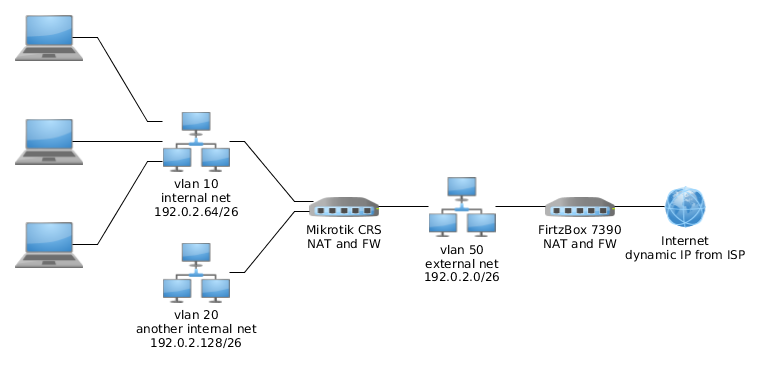 vlan 10
internal net
192.0.2.64/26
vlan 20
another internal net
192.0.2.128/26
Mikrotik CRS
NAT and FW
vlan 50
external net
192.0.2.0/26
FirtzBox 7390
NAT and FW
Internet
dynamic IP from ISP